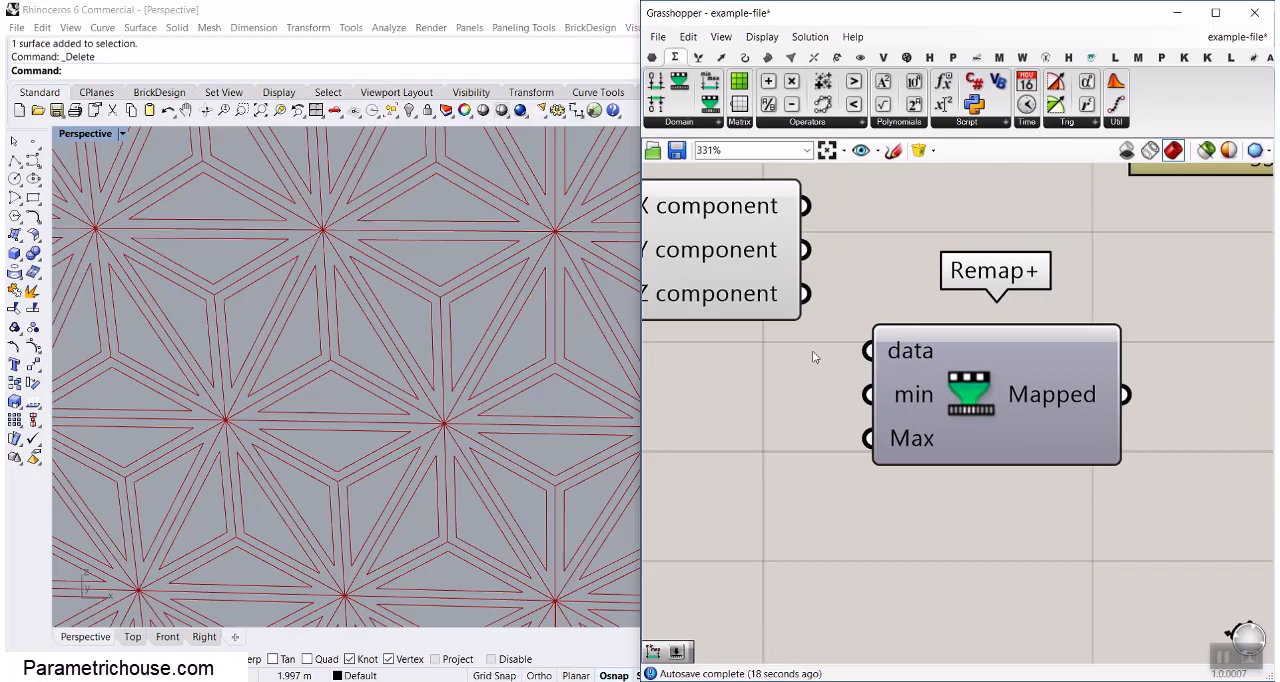 Rhinoceros 6 Commercial - [Perspective]
File Edit View Curve Surface Solid Mesh Dimension Transform Tools Analyze Render Panels Paneling Tools BrickDesign
1 surface added to selection.
Command: _Delete
Command:
Standard CPlanes BrickDesign Set View Display Select Viewport Layout Visibility Transform Curve Tools
Perspective
z
y
x
Perspective Top Front Right
erp Tan Quad Knot Vertex Project Disable
Parametrichouse.com
1.997 m Default Grid Snap Ortho Planar Osnap
Grasshopper - example-file*
File Edit View Display Solution Help example-file*
Σ V H P M W H L M P K K L
Domain Matrix Operators Polynomials Script Time Trig Util
331%
X component
Y component
Z component
Remap+
data
min Mapped
Max
Autosave complete (18 seconds ago) 1.0.0007